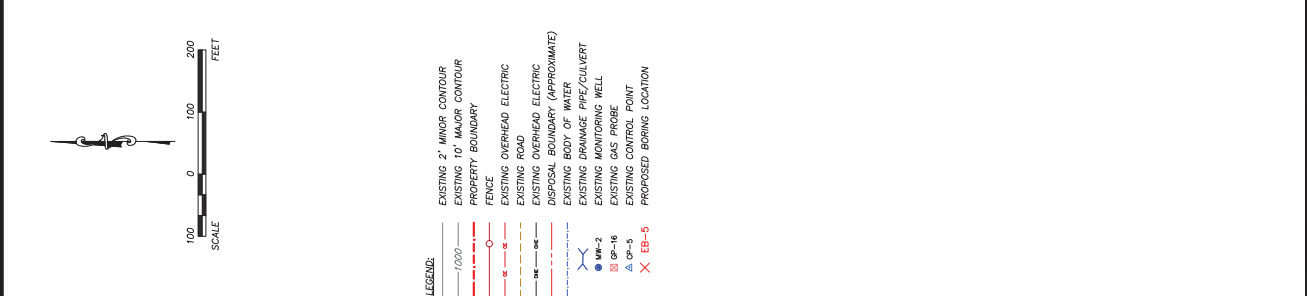 100 0 100 200
SCALE FEET
LEGEND:
EXISTING 2' MINOR CONTOUR
1000 EXISTING 10' MAJOR CONTOUR
PROPERTY BOUNDARY
FENCE
OE OE EXISTING OVERHEAD ELECTRIC
EXISTING ROAD
OHE OHE EXISTING OVERHEAD ELECTRIC
DISPOSAL BOUNDARY (APPROXIMATE)
EXISTING BODY OF WATER
EXISTING DRAINAGE PIPE/CULVERT
MW-2 EXISTING MONITORING WELL
GP-16 EXISTING GAS PROBE
CP-5 EXISTING CONTROL POINT
EB-5 PROPOSED BORING LOCATION